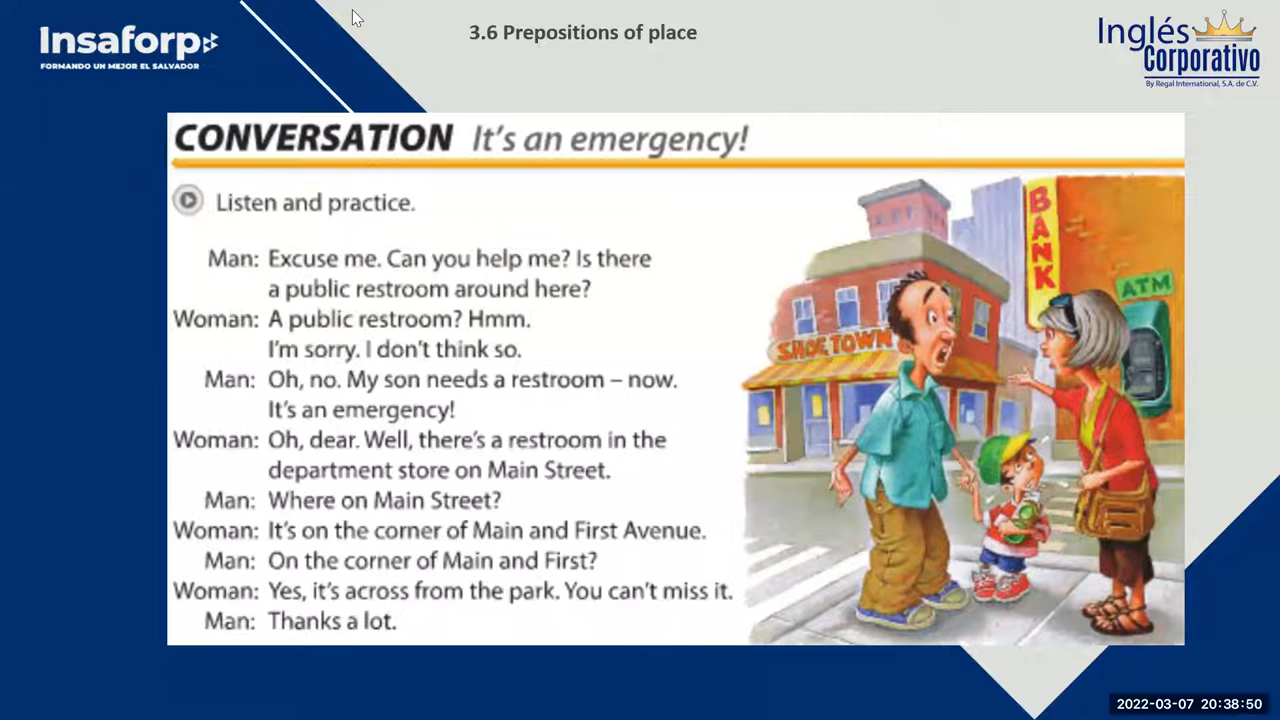 Insaforp
FORMANDO UN MEJOR EL SALVADOR
3.6 Prepositions of place
Inglés
Corporativo
By Regal International, S.A. de C.V.
CONVERSATION It's an emergency!
Listen and practice.
Man: Excuse me. Can you help me? Is there
a public restroom around here?
Woman: A public restroom? Hmm.
I'm sorry. I don't think so.
Man: Oh, no. My son needs a restroom – now.
It's an emergency!
Woman: Oh, dear. Well, there's a restroom in the
department store on Main Street.
Man: Where on Main Street?
Woman: It's on the corner of Main and First Avenue.
Man: On the corner of Main and First?
Woman: Yes, it's across from the park. You can't miss it.
Man: Thanks a lot.
SHOE TOWN
BANK
ATM
2022-03-07 20:38:50